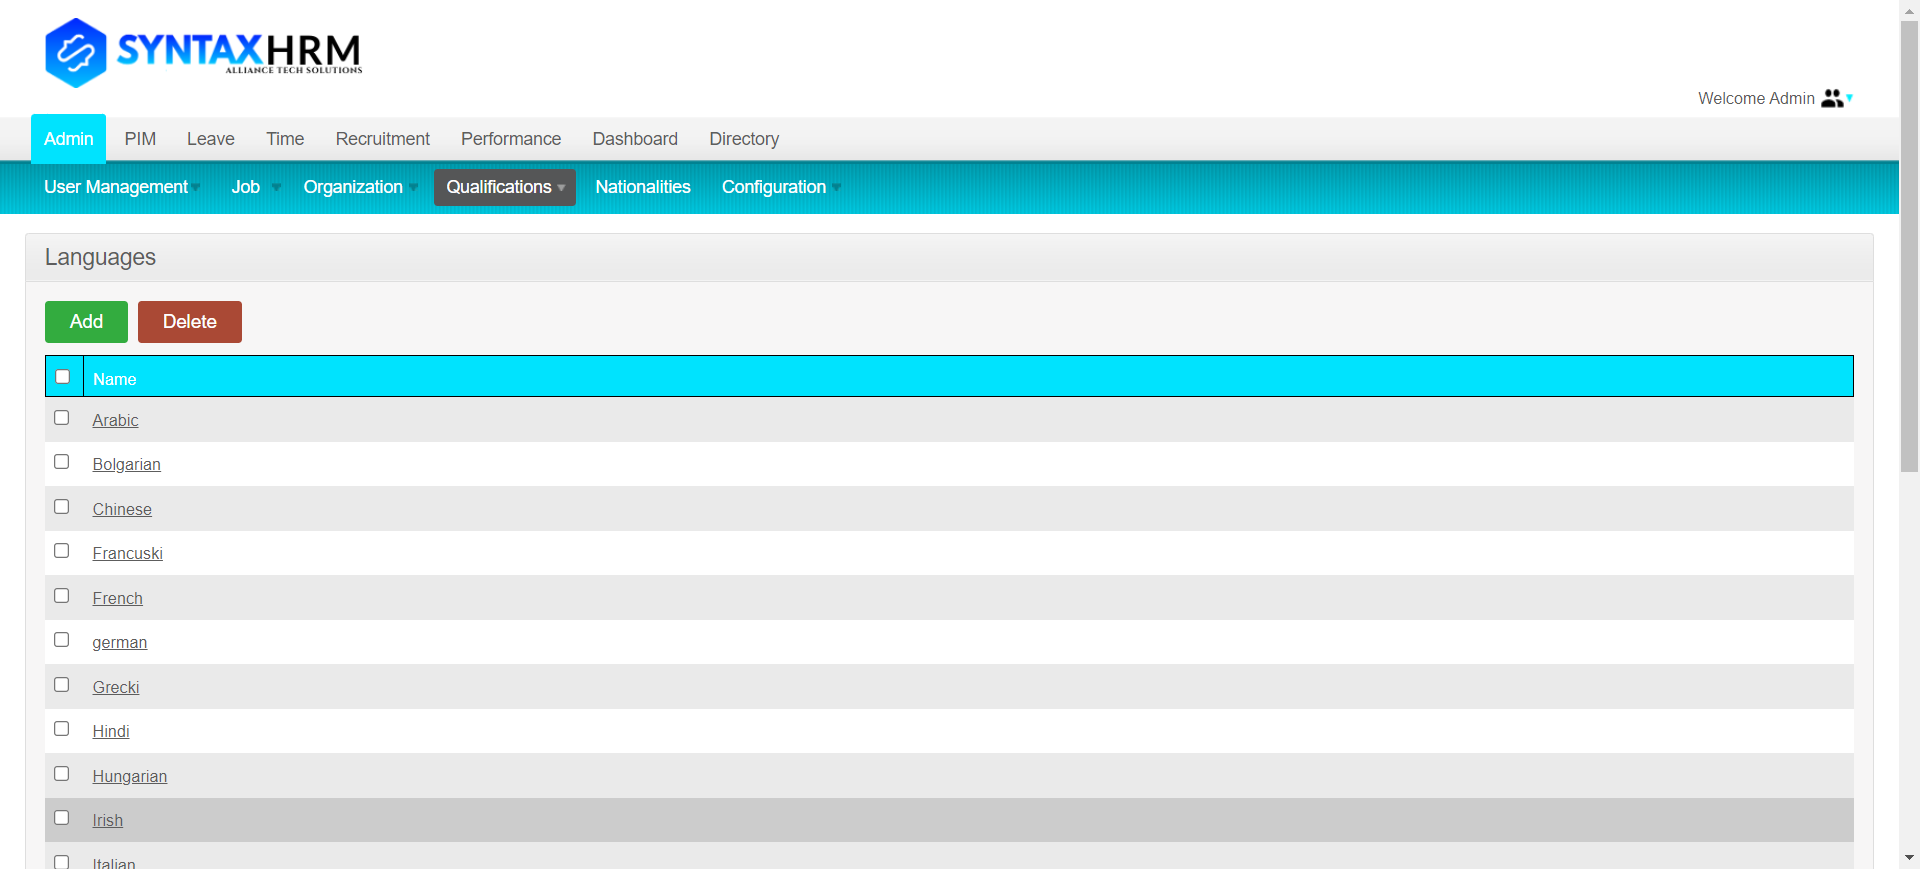 SYNTAXHRM
ALLIANCE TECH SOLUTIONS
Welcome Admin
Admin PIM Leave Time Recruitment Performance Dashboard Directory
User Management Job Organization Qualifications Nationalities Configuration
Languages
Add Delete
Name
Arabic
Bolgarian
Chinese
Francuski
French
german
Grecki
Hindi
Hungarian
Irish
Italian